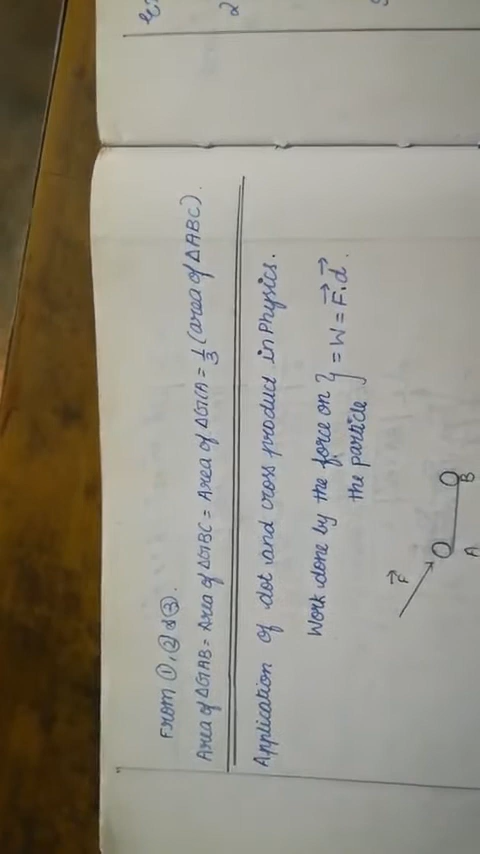 From ①, ② & ③.
Area of ΔGAB = Area of ΔGBC = Area of ΔGCA = 1/3 (area of ΔABC).
Application of dot and cross product in Physics.
Work done by the force on } = W = F⃗.d⃗.
the particle
F⃗
A
B
2